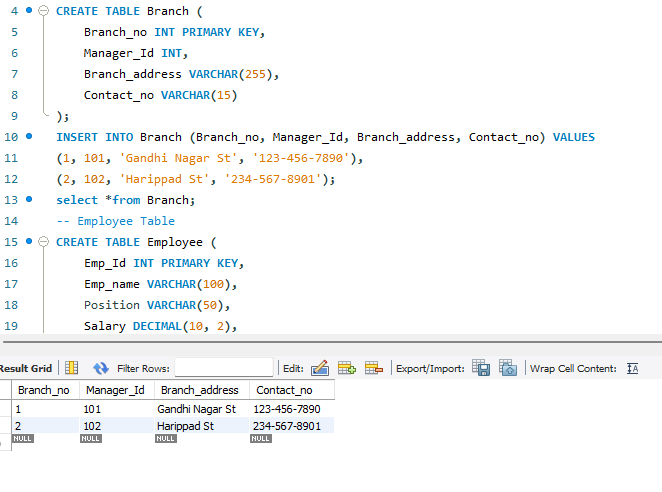 4 CREATE TABLE Branch (
5 Branch_no INT PRIMARY KEY,
6 Manager_Id INT,
7 Branch_address VARCHAR(255),
8 Contact_no VARCHAR(15)
9 );
10 INSERT INTO Branch (Branch_no, Manager_Id, Branch_address, Contact_no) VALUES
11 (1, 101, 'Gandhi Nagar St', '123-456-7890'),
12 (2, 102, 'Harippad St', '234-567-8901');
13 select *from Branch;
14 -- Employee Table
15 CREATE TABLE Employee (
16 Emp_Id INT PRIMARY KEY,
17 Emp_name VARCHAR(100),
18 Position VARCHAR(50),
19 Salary DECIMAL(10, 2),
Result Grid Filter Rows: Edit: Export/Import: Wrap Cell Content: IA
Branch_no Manager_Id Branch_address Contact_no
1 101 Gandhi Nagar St 123-456-7890
2 102 Harippad St 234-567-8901
NULL NULL NULL NULL